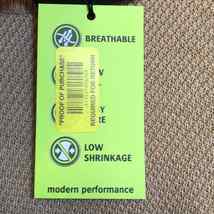 BREATHABLE
"PROOF OF PURCHASE"
REQUIRED FOR RETURN
LOW
SHRINKAGE
modern performance